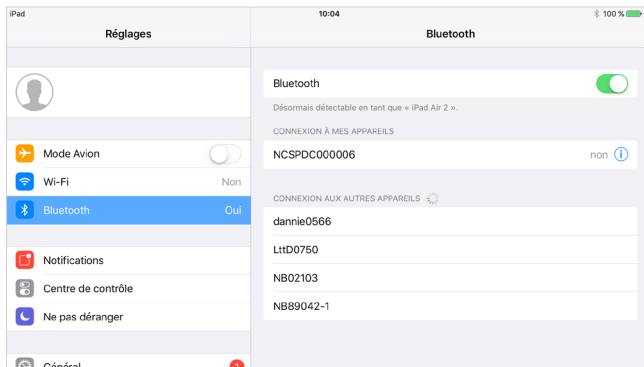 iPad
10:04
100 %
Réglages
Bluetooth
Mode Avion
Wi-Fi
Non
Bluetooth
Oui
Notifications
Centre de contrôle
Ne pas déranger
Général
1
Bluetooth
Désormais détectable en tant que « iPad Air 2 ».
CONNEXION À MES APPAREILS
NCSPDC000006
non
CONNEXION AUX AUTRES APPAREILS
dannie0566
LttD0750
NB02103
NB89042-1